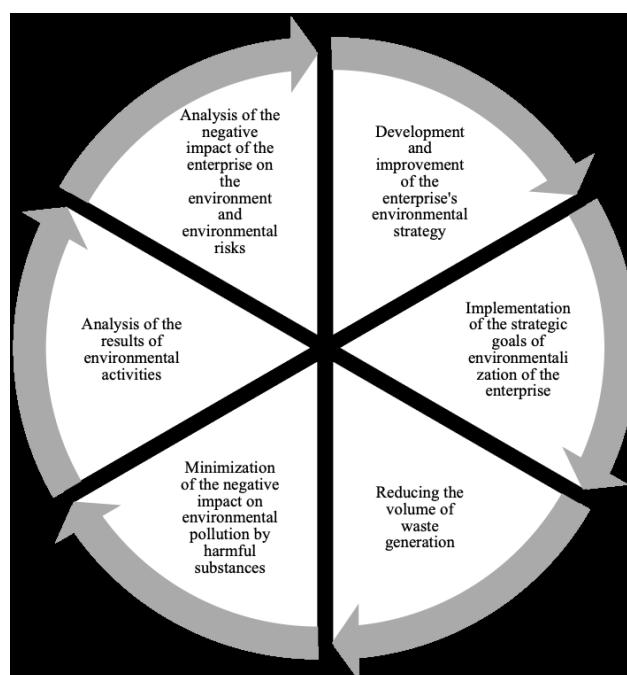 Analysis of the
negative
impact of the
enterprise on
the
environment
and
environmental
risks
Development
and
improvement
of the
enterprise's
environmental
strategy
Implementation
of the strategic
goals of
environmentali
zation of the
enterprise
Reducing the
volume of
waste
generation
Minimization
of the negative
impact on
environmental
pollution by
harmful
substances
Analysis of the
results of
environmental
activities